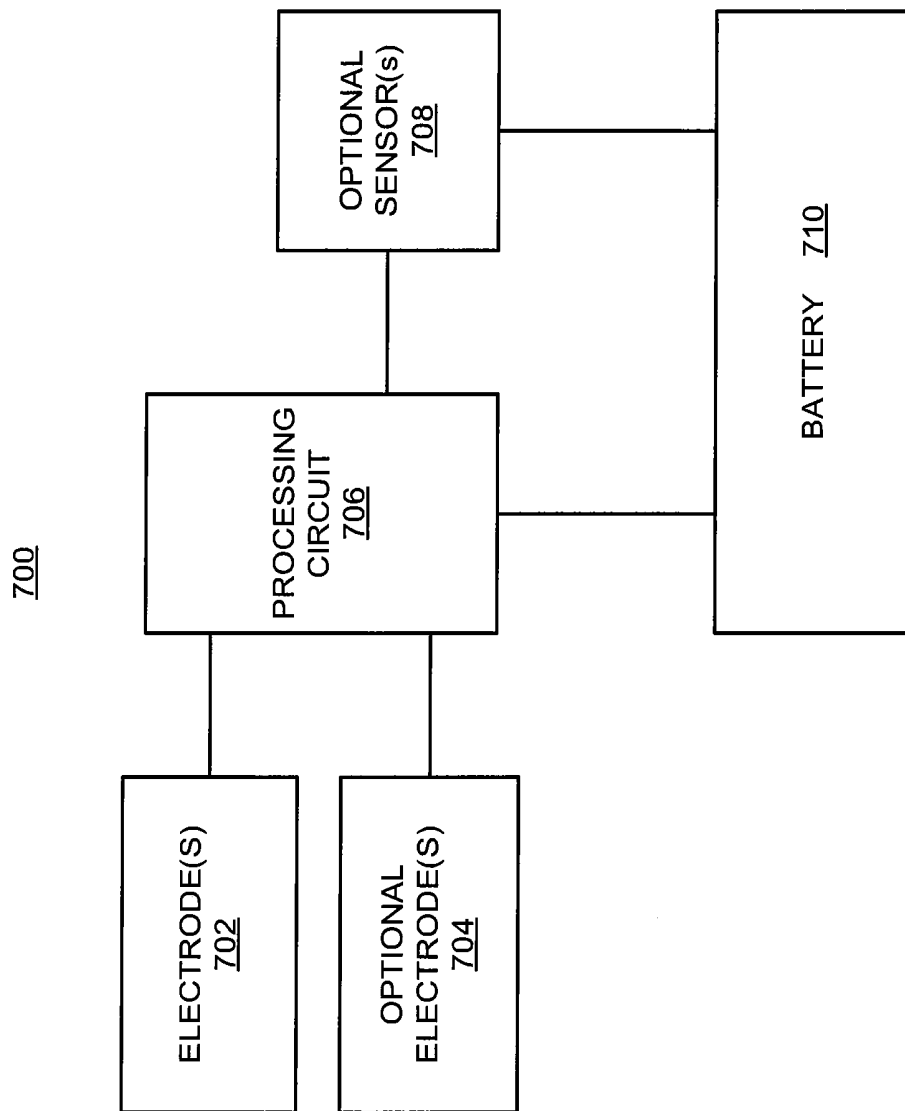 700
ELECTRODE(S)
702
OPTIONAL
ELECTRODE(S)
704
PROCESSING
CIRCUIT
706
OPTIONAL
SENSOR(s)
708
BATTERY 710